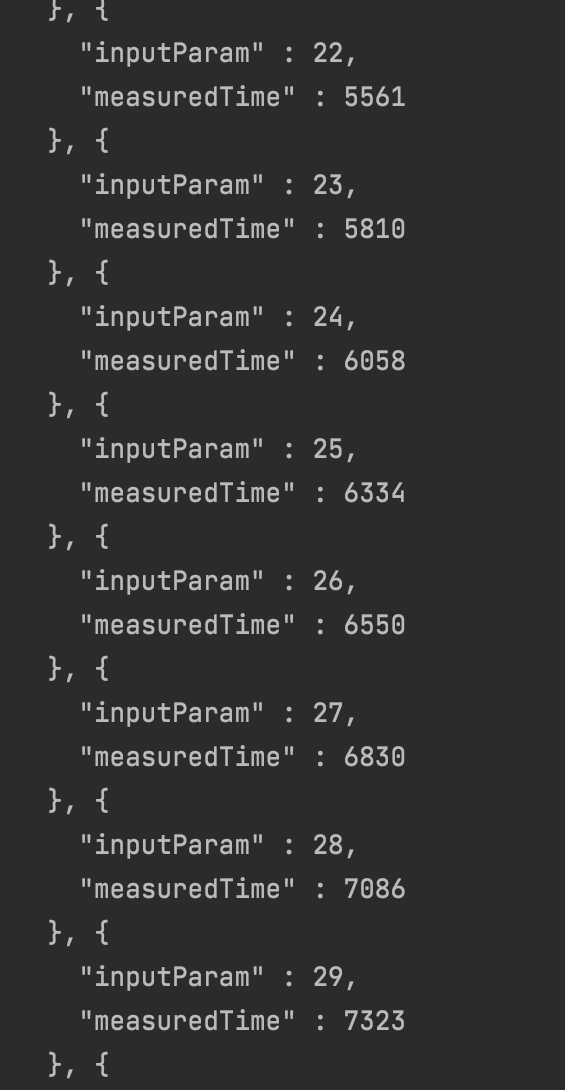 }, {
"inputParam" : 22,
"measuredTime" : 5561
}, {
"inputParam" : 23,
"measuredTime" : 5810
}, {
"inputParam" : 24,
"measuredTime" : 6058
}, {
"inputParam" : 25,
"measuredTime" : 6334
}, {
"inputParam" : 26,
"measuredTime" : 6550
}, {
"inputParam" : 27,
"measuredTime" : 6830
}, {
"inputParam" : 28,
"measuredTime" : 7086
}, {
"inputParam" : 29,
"measuredTime" : 7323
}, {